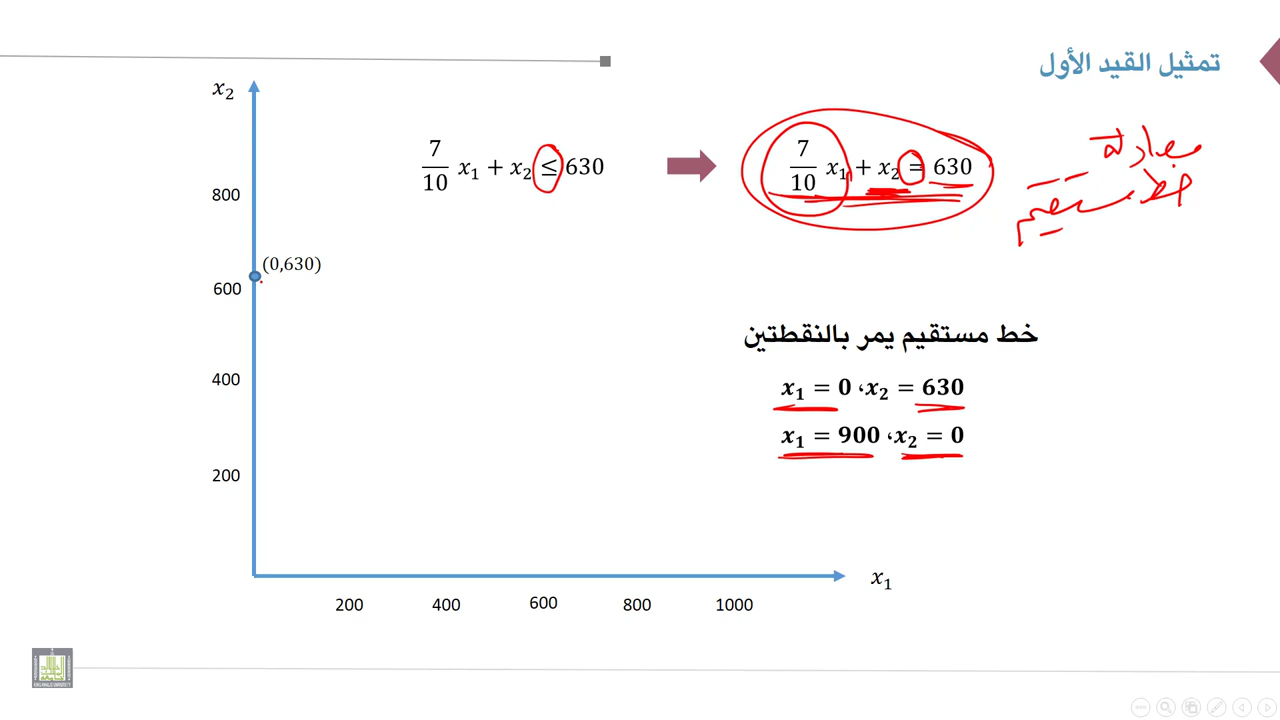 تمثيل القيد الأول
x₂
7/10 x₁ + x₂ ≤ 630
7/10 x₁ + x₂ = 630
معادلة
خط مستقيم
800
(0,630)
600
خط مستقيم يمر بالنقطتين
x₁ = 0 ،x₂ = 630
400
x₁ = 900 ،x₂ = 0
200
x₁
200 400 600 800 1000